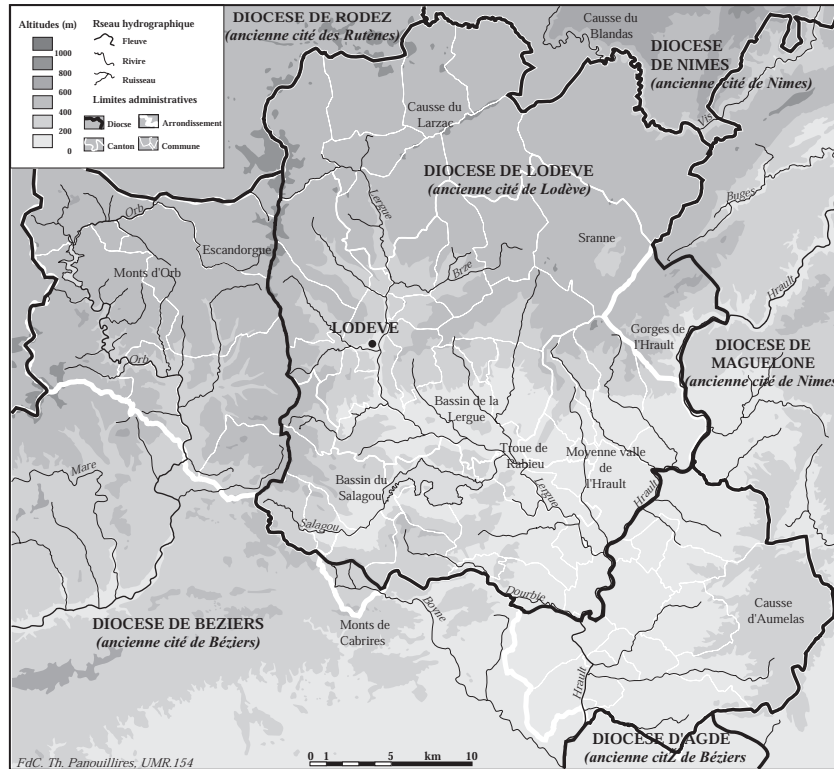 Altitudes (m)
1000
800
600
400
200
0
Rseau hydrographique
Fleuve
Rivire
Ruisseau
Limites administratives
Diocse
Arrondissement
Canton
Commune
DIOCESE DE RODEZ
(ancienne cité des Rutènes)
Causse du
Blandas
DIOCESE
DE NIMES
(ancienne cité de Nimes)
Vis
Causse du
Larzac
DIOCESE DE LODEVE
(ancienne cité de Lodève)
Lergue
Buges
Orb
Escandorgue
Sranne
Monts d'Orb
Brze
Hrault
LODEVE
Gorges de
l'Hrault
DIOCESE DE
MAGUELONE
(ancienne cité de Nimes
Orb
Bassin de la
Lergue
Troue de
Rabieu
Moyenne valle
de
l'Hrault
Mare
Bassin du
Salagou
Lergue
Hrault
Salagou
Dourbie
Boyne
Causse
d'Aumelas
DIOCESE DE BEZIERS
(ancienne cité de Béziers)
Monts de
Cabrires
Hrault
DIOCESE D'AGDE
(ancienne citŽ de Béziers
FdC. Th. Panouillires, UMR.154
0 1 5 km 10